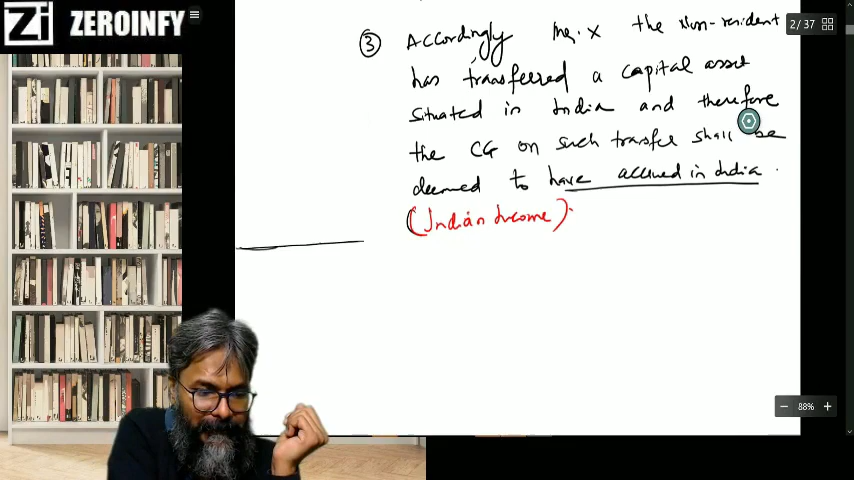 Zi ZEROINFY
2/37
③ Accordingly Mr. X the Non-resident
has transferred a capital asset
situated in India and therefore
the CG on such transfer shall be
deemed to have accrued in India.
(Indian Income).
88%